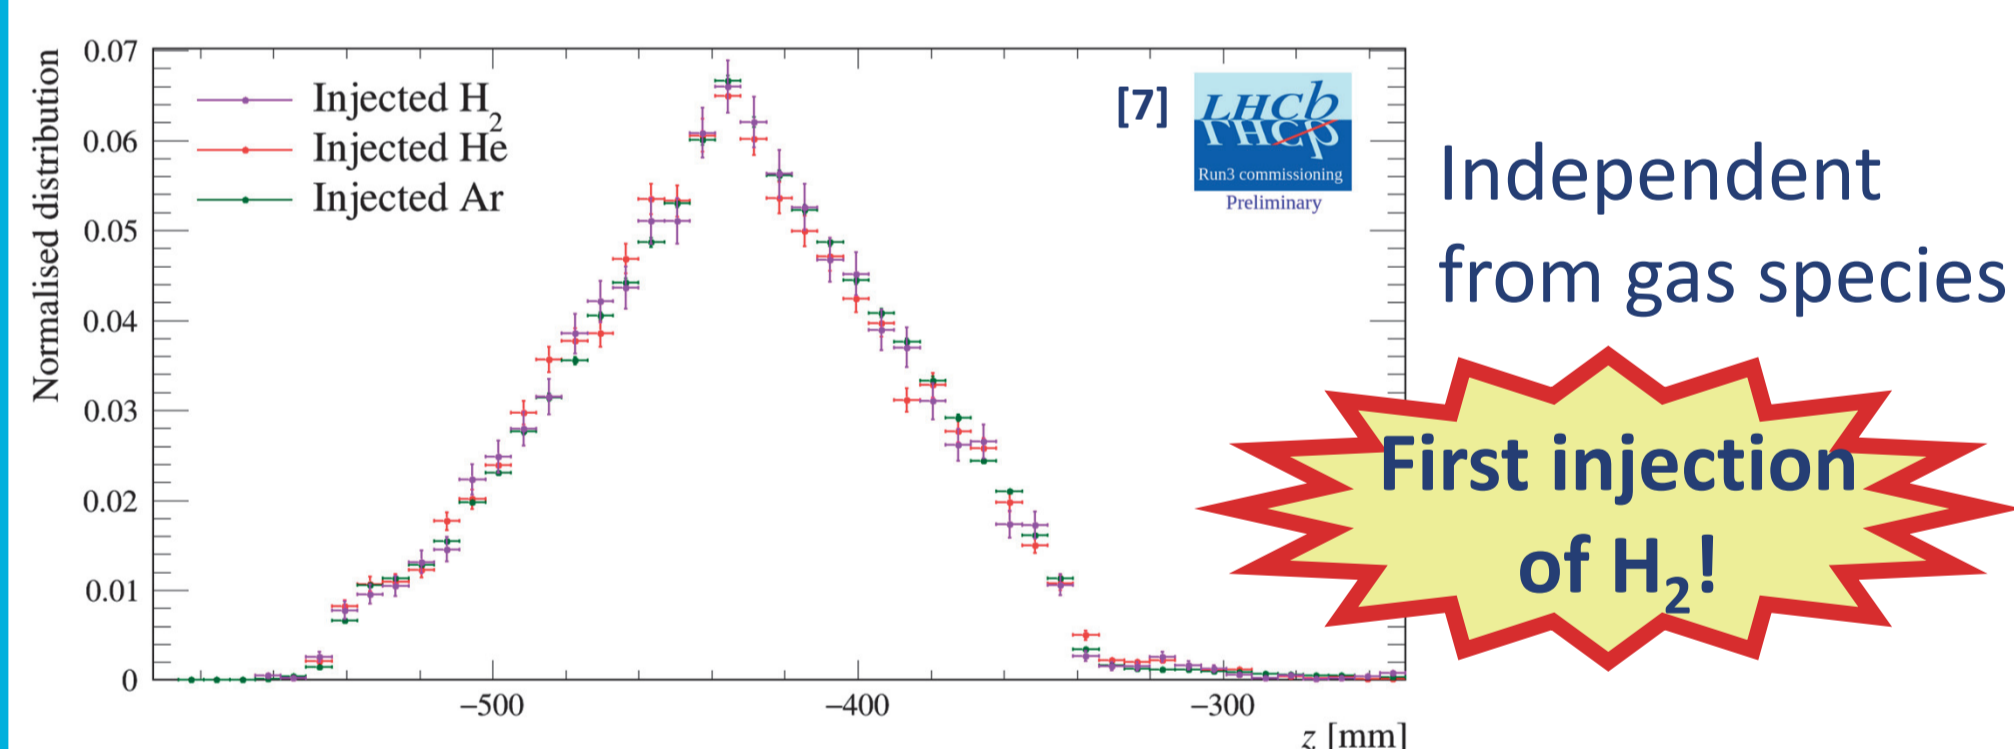 Normalised distribution
0.07
0.06
0.05
0.04
0.03
0.02
0.01
0
Injected H₂
Injected He
Injected Ar
[7]
LHCb
LHCp
Run3 commissioning
Preliminary
−500
−400
−300
z [mm]
Independent
from gas species
First injection
of H₂!